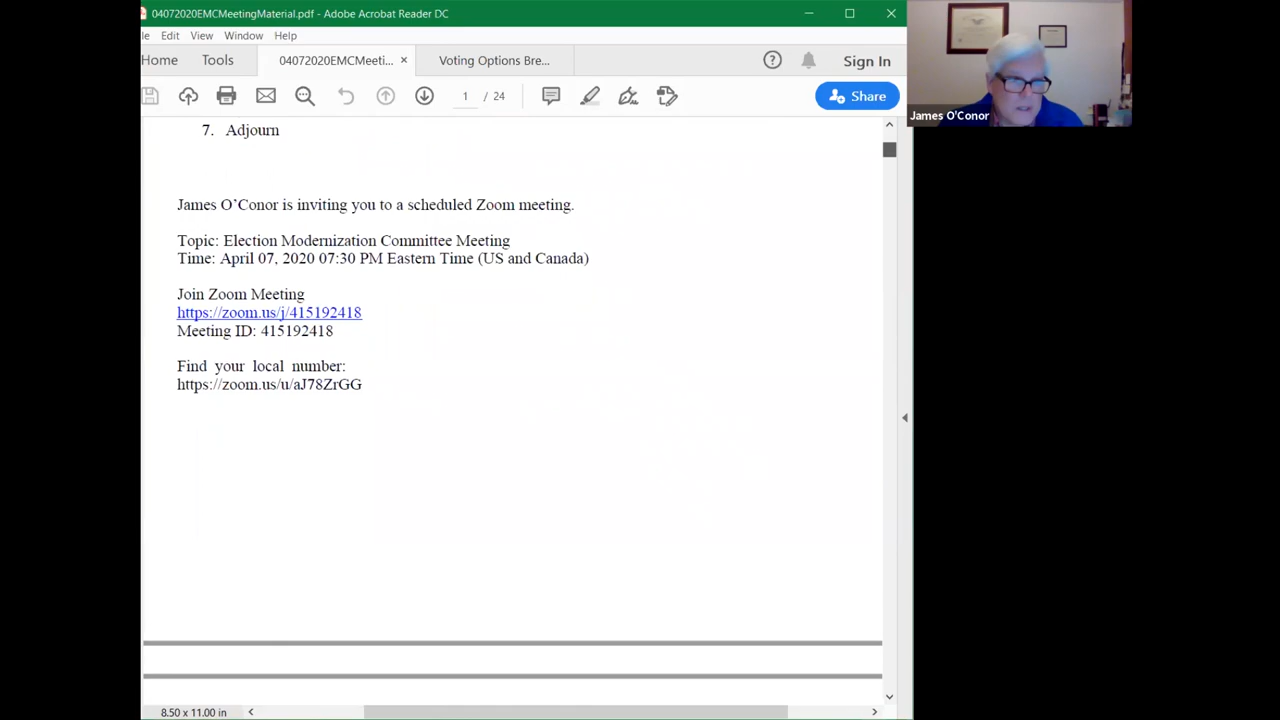 04072020EMCMeetingMaterial.pdf - Adobe Acrobat Reader DC
le Edit View Window Help
Home Tools 04072020EMCMeeti... × Voting Options Bre... Sign In
1 / 24 Share
James O'Conor
7. Adjourn
James O’Conor is inviting you to a scheduled Zoom meeting.
Topic: Election Modernization Committee Meeting
Time: April 07, 2020 07:30 PM Eastern Time (US and Canada)
Join Zoom Meeting
https://zoom.us/j/415192418
Meeting ID: 415192418
Find your local number:
https://zoom.us/u/aJ78ZrGG
8.50 x 11.00 in